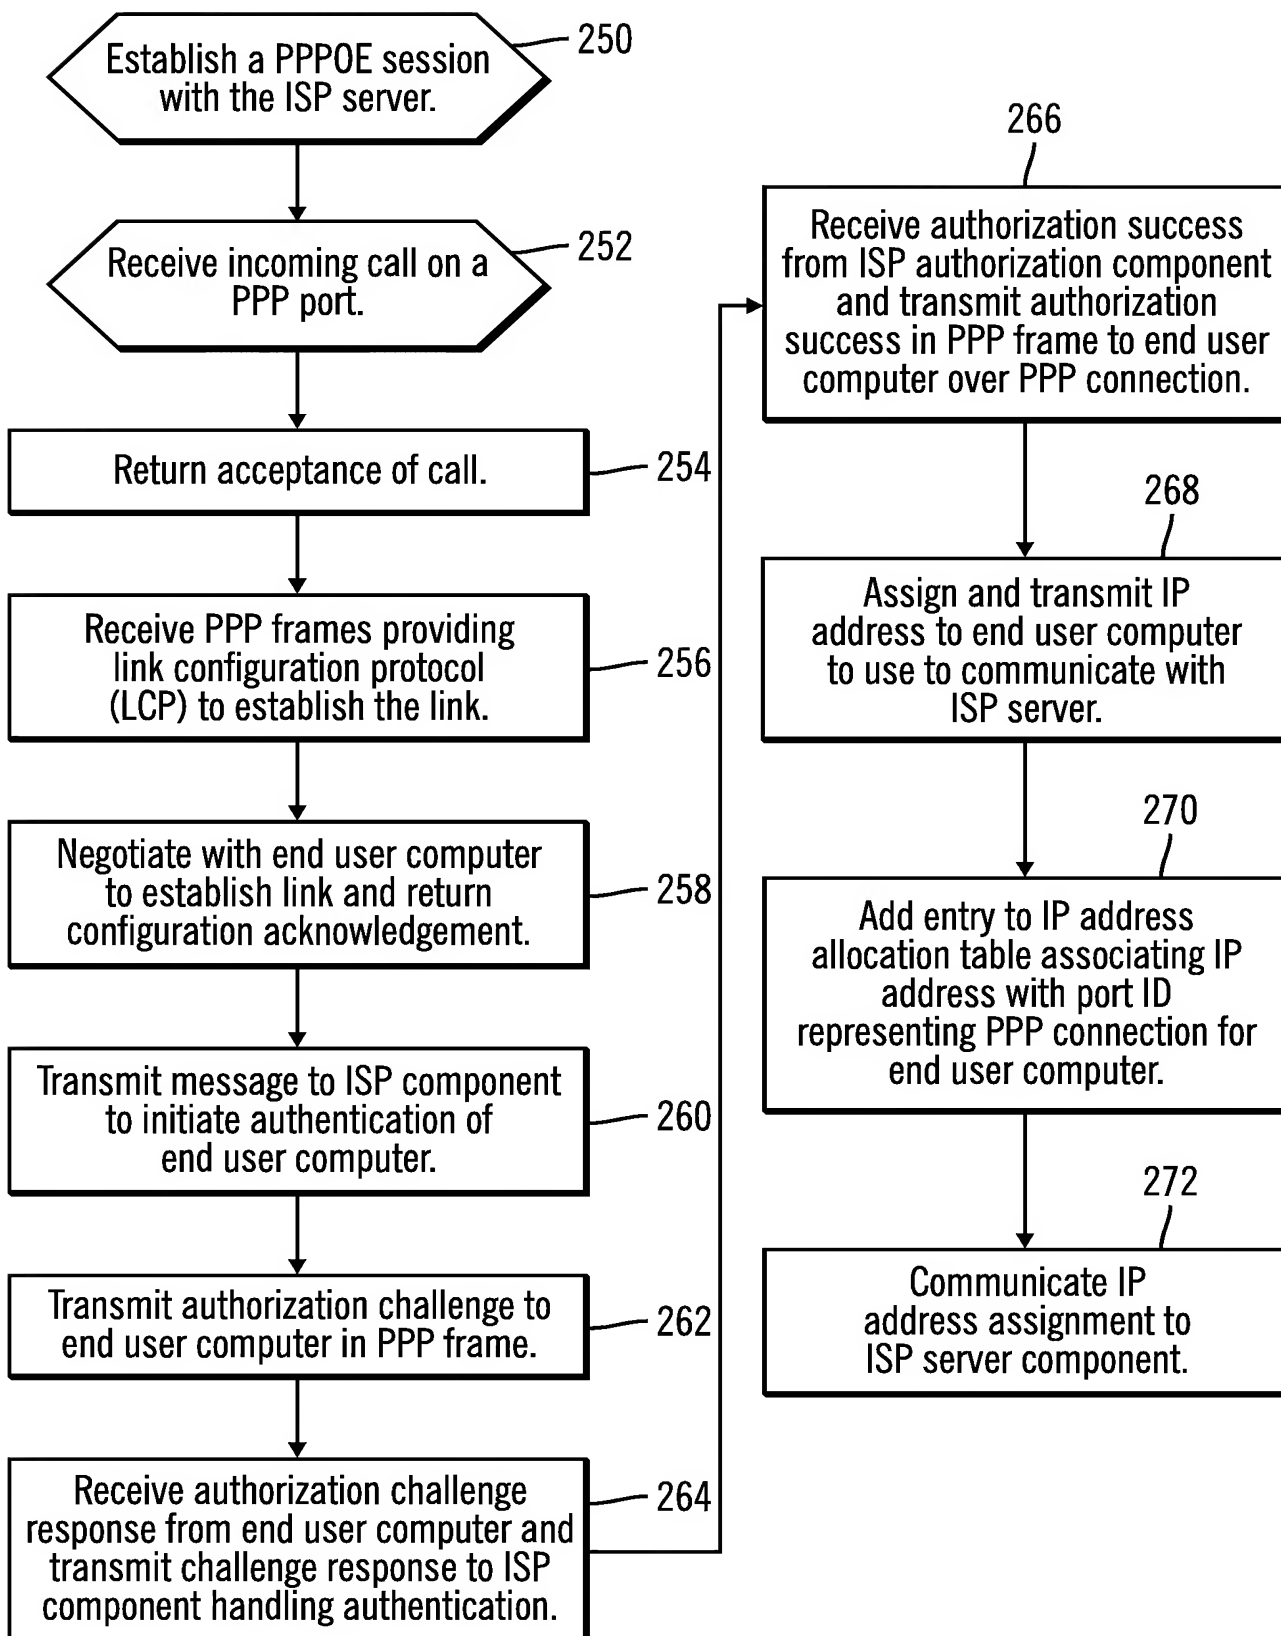 Establish a PPPOE session
with the ISP server.
250
Receive incoming call on a
PPP port.
252
Return acceptance of call.
254
Receive PPP frames providing
link configuration protocol
(LCP) to establish the link.
256
Negotiate with end user computer
to establish link and return
configuration acknowledgement.
258
Transmit message to ISP component
to initiate authentication of
end user computer.
260
Transmit authorization challenge to
end user computer in PPP frame.
262
Receive authorization challenge
response from end user computer and
transmit challenge response to ISP
component handling authentication.
264
266
Receive authorization success
from ISP authorization component
and transmit authorization
success in PPP frame to end user
computer over PPP connection.
268
Assign and transmit IP
address to end user computer
to use to communicate with
ISP server.
270
Add entry to IP address
allocation table associating IP
address with port ID
representing PPP connection for
end user computer.
272
Communicate IP
address assignment to
ISP server component.